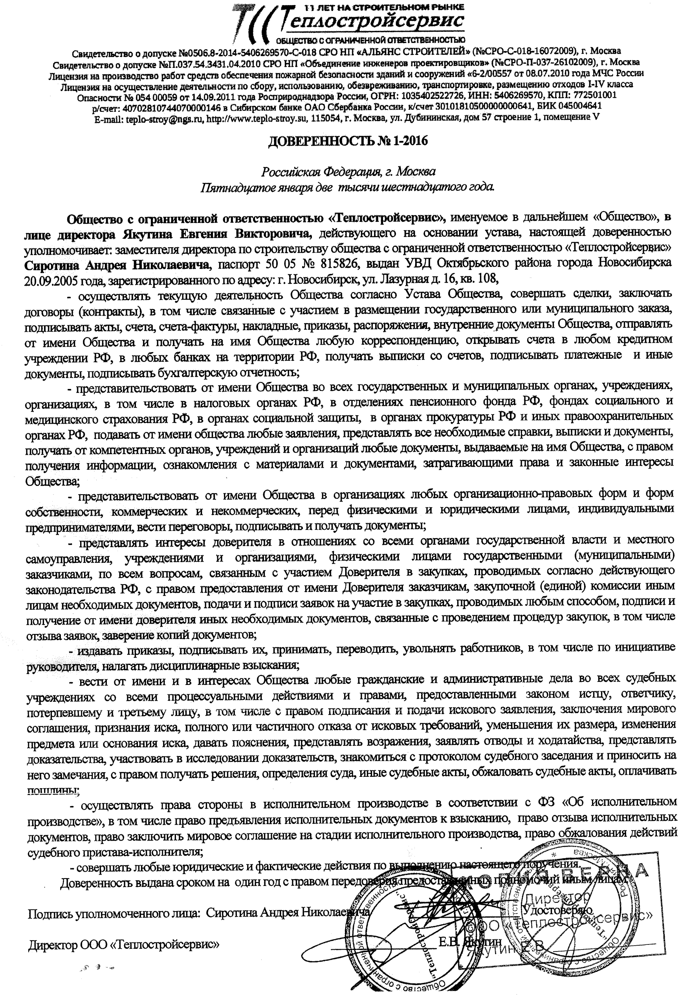 11 ЛЕТ НА СТРОИТЕЛЬНОМ РЫНКЕ
Теплостройсервис
ОБЩЕСТВО С ОГРАНИЧЕННОЙ ОТВЕТСТВЕННОСТЬЮ
Свидетельство о допуске №0506.8-2014-5406269570-С-018 СРО НП «АЛЬЯНС СТРОИТЕЛЕЙ» (№СРО-С-018-16072009), г. Москва
Свидетельство о допуске №П.037.54.3431.04.2010 СРО НП «Объединение инженеров проектировщиков» (№СРО-П-037-26102009), г. Москва
Лицензия на производство работ средств обеспечения пожарной безопасности зданий и сооружений «6-2/00557 от 08.07.2010 года МЧС России
Лицензия на осуществление деятельности по сбору, использованию, обезвреживанию, транспортировке, размещению отходов I-IV класса
Опасности № 054 00059 от 14.09.2011 года Росприроднадзора России, ОГРН: 1035402522726, ИНН: 5406269570, КПП: 772501001
р/счет: 40702810744070000146 в Сибирском банке ОАО Сбербанка России, к/счет 30101810500000000641, БИК 045004641
E-mail: teplo-stroy@ngs.ru, http://www.teplo-stroy.su, 115054, г. Москва, ул. Дубининская, дом 57 строение 1, помещение V
ДОВЕРЕННОСТЬ № 1-2016
Российская Федерация, г. Москва
Пятнадцатое января две тысячи шестнадцатого года.
Общество с ограниченной ответственностью «Теплостройсервис», именуемое в дальнейшем «Общество», в
лице директора Якутина Евгения Викторовича, действующего на основании устава, настоящей доверенностью
уполномочивает: заместителя директора по строительству общества с ограниченной ответственностью «Теплостройсервис»
Сиротина Андрея Николаевича, паспорт 50 05 № 815826, выдан УВД Октябрьского района города Новосибирска
20.09.2005 года, зарегистрированного по адресу: г. Новосибирск, ул. Лазурная д. 16, кв. 108,
- осуществлять текущую деятельность Общества согласно Устава Общества, совершать сделки, заключать
договоры (контракты), в том числе связанные с участием в размещении государственного или муниципального заказа,
подписывать акты, счета, счета-фактуры, накладные, приказы, распоряжения, внутренние документы Общества, отправлять
от имени Общества и получать на имя Общества любую корреспонденцию, открывать счета в любом кредитном
учреждении РФ, в любых банках на территории РФ, получать выписки со счетов, подписывать платежные и иные
документы, подписывать бухгалтерскую отчетность;
- представительствовать от имени Общества во всех государственных и муниципальных органах, учреждениях,
организациях, в том числе в налоговых органах РФ, в отделениях пенсионного фонда РФ, фондах социального и
медицинского страхования РФ, в органах социальной защиты, в органах прокуратуры РФ и иных правоохранительных
органах РФ, подавать от имени общества любые заявления, представлять все необходимые справки, выписки и документы,
получать от компетентных органов, учреждений и организаций любые документы, выдаваемые на имя Общества, с правом
получения информации, ознакомления с материалами и документами, затрагивающими права и законные интересы
Общества;
- представительствовать от имени Общества в организациях любых организационно-правовых форм и форм
собственности, коммерческих и некоммерческих, перед физическими и юридическими лицами, индивидуальными
предпринимателями, вести переговоры, подписывать и получать документы;
- представлять интересы доверителя в отношениях со всеми органами государственной власти и местного
самоуправления, учреждениями и организациями, физическими лицами государственными (муниципальными)
заказчиками, по всем вопросам, связанным с участием Доверителя в закупках, проводимых согласно действующего
законодательства РФ, с правом предоставления от имени Доверителя заказчикам, закупочной (единой) комиссии иным
лицам необходимых документов, подачи и подписи заявок на участие в закупках, проводимых любым способом, подписи и
получение от имени доверителя иных необходимых документов, связанные с проведением процедур закупок, в том числе
отзыва заявок, заверение копий документов;
- издавать приказы, подписывать их, принимать, переводить, увольнять работников, в том числе по инициативе
руководителя, налагать дисциплинарные взыскания;
- вести от имени и в интересах Общества любые гражданские и административные дела во всех судебных
учреждениях со всеми процессуальными действиями и правами, предоставленными законом истцу, ответчику,
потерпевшему и третьему лицу, в том числе с правом подписания и подачи искового заявления, заключения мирового
соглашения, признания иска, полного или частичного отказа от исковых требований, уменьшения их размера, изменения
предмета или основания иска, давать пояснения, представлять возражения, заявлять отводы и ходатайства, представлять
доказательства, участвовать в исследовании доказательств, знакомиться с протоколом судебного заседания и приносить на
него замечания, с правом получать решения, определения суда, иные судебные акты, обжаловать судебные акты, оплачивать
пошлины;
- осуществлять права стороны в исполнительном производстве в соответствии с ФЗ «Об исполнительном
производстве», в том числе право предъявления исполнительных документов к взысканию, право отзыва исполнительных
документов, право заключить мировое соглашение на стадии исполнительного производства, право обжалования действий
судебного пристава-исполнителя;
- совершать любые юридические и фактические действия по выполнению настоящего поручения.
Доверенность выдана сроком на один год с правом передоверия предоставленных полномочий иным лицам.
КОПИЯ ВЕРНА
Директор
Подпись уполномоченного лица: Сиротина Андрея Николаевича Удостоверяю
ООО «Теплостройсервис»
Директор ООО «Теплостройсервис» Е.В. Якутин
Якутин Е.В.
Общество с ограниченной ответственностью
"Теплостройсервис"